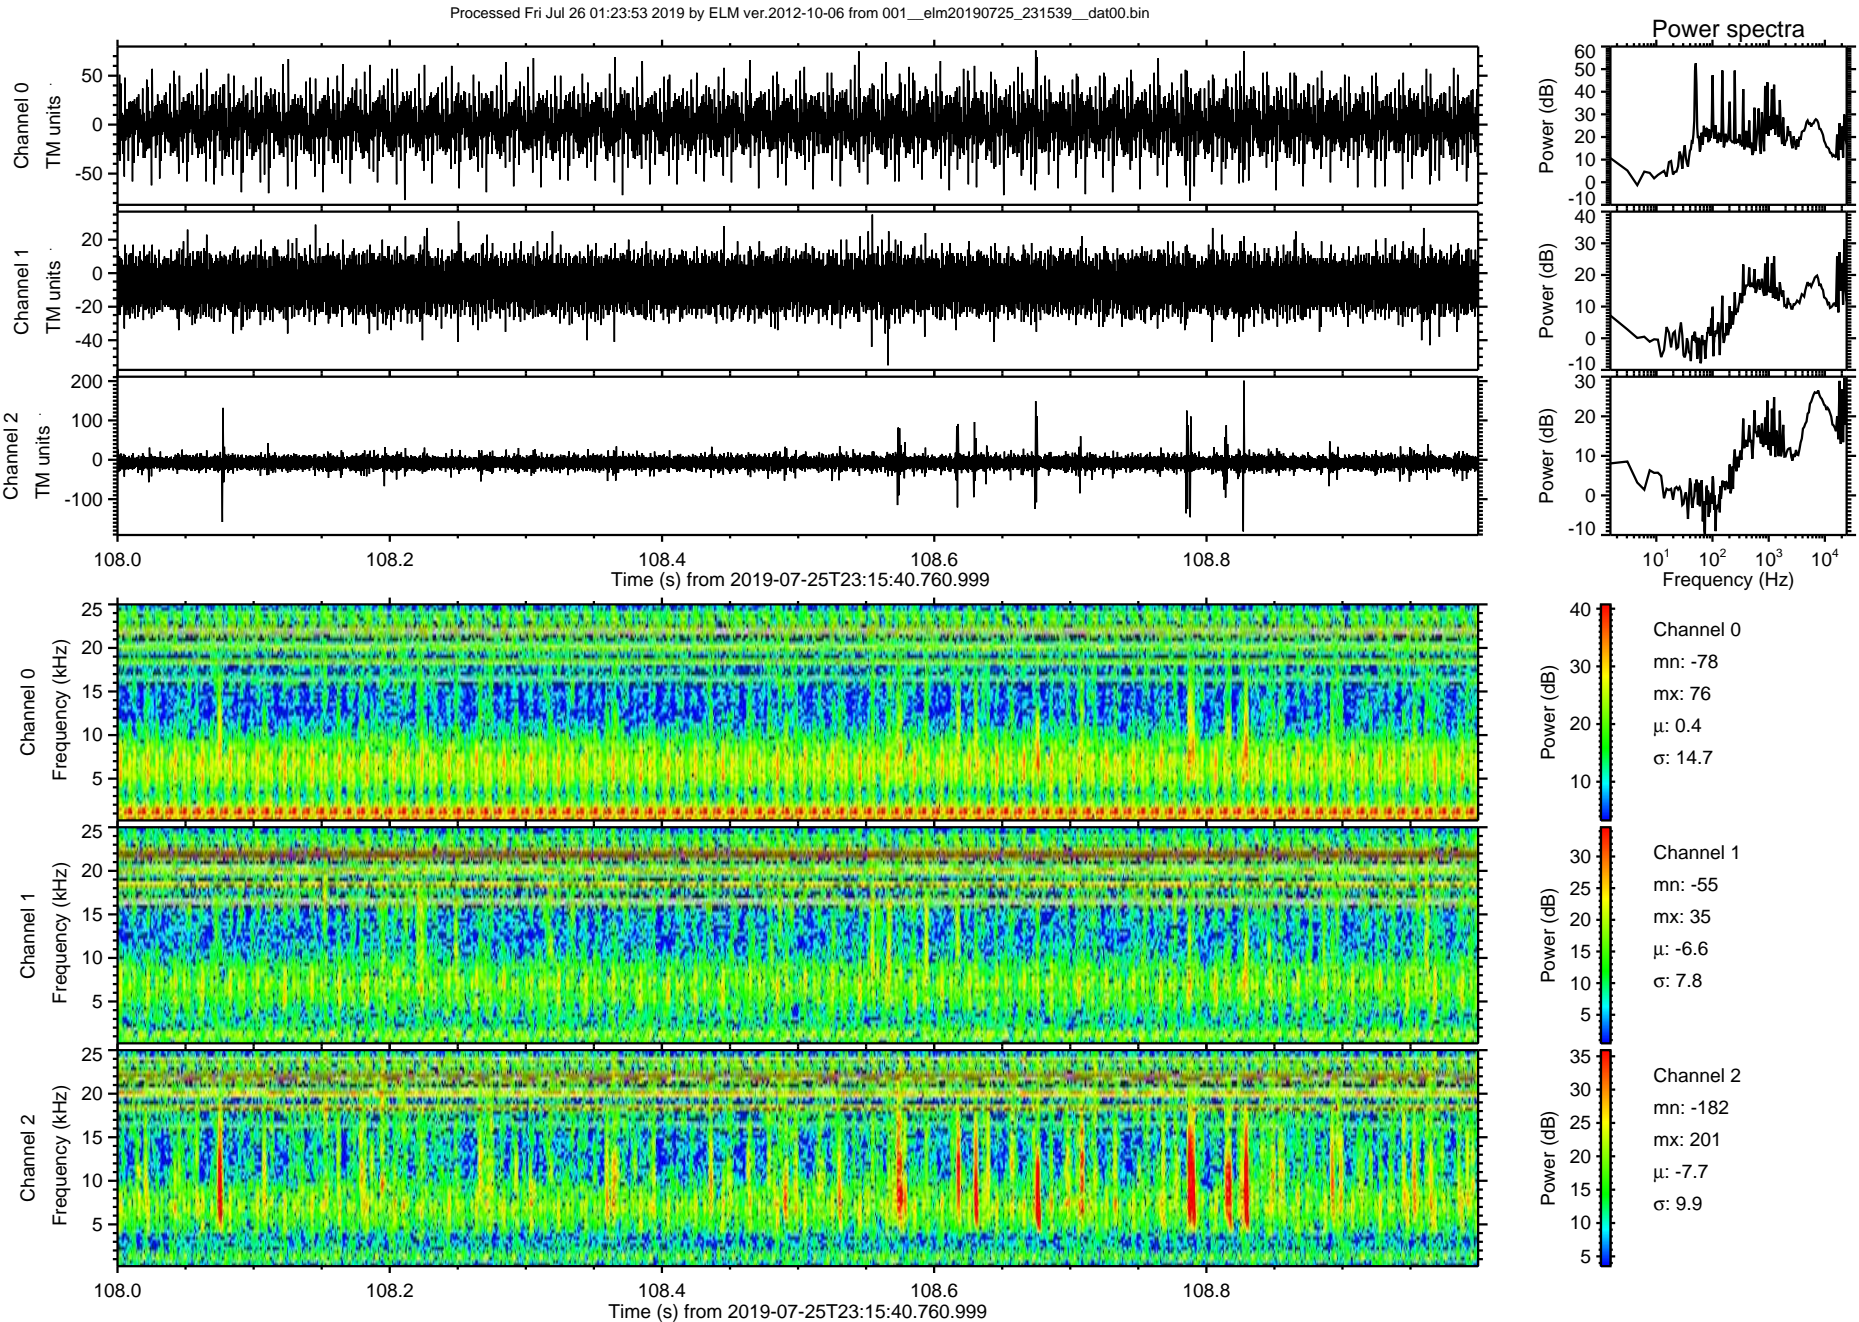 Processed Fri Jul 26 01:23:53 2019 by ELM ver.2012-10-06 from 001__elm20190725_231539__dat00.bin
Power spectra
Channel 0
TM units
50
0
-50
Power (dB)
60
50
40
30
20
10
0
-10
Channel 1
TM units
20
0
-20
-40
Power (dB)
40
30
20
10
0
-10
Channel 2
TM units
200
100
0
-100
Power (dB)
30
20
10
0
-10
108.0 108.2 108.4 108.6 108.8
Time (s) from 2019-07-25T23:15:40.760.999
10¹ 10² 10³ 10⁴
Frequency (Hz)
Channel 0
Frequency (kHz)
25
20
15
10
5
Power (dB)
40
30
20
10
Channel 0
mn: -78
mx: 76
μ: 0.4
σ: 14.7
Channel 1
Frequency (kHz)
25
20
15
10
5
Power (dB)
30
25
20
15
10
5
Channel 1
mn: -55
mx: 35
μ: -6.6
σ: 7.8
Channel 2
Frequency (kHz)
25
20
15
10
5
Power (dB)
35
30
25
20
15
10
5
Channel 2
mn: -182
mx: 201
μ: -7.7
σ: 9.9
108.0 108.2 108.4 108.6 108.8
Time (s) from 2019-07-25T23:15:40.760.999